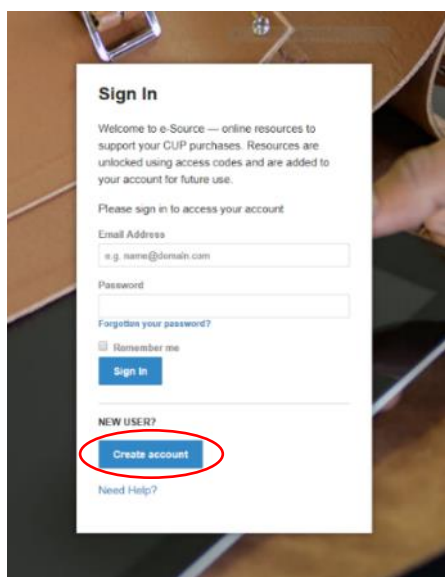 Sign In
Welcome to e-Source — online resources to
support your CUP purchases. Resources are
unlocked using access codes and are added to
your account for future use.
Please sign in to access your account
Email Address
e.g. name@domain.com
Password
Forgotten your password?
Remember me
Sign In
NEW USER?
Create account
Need Help?